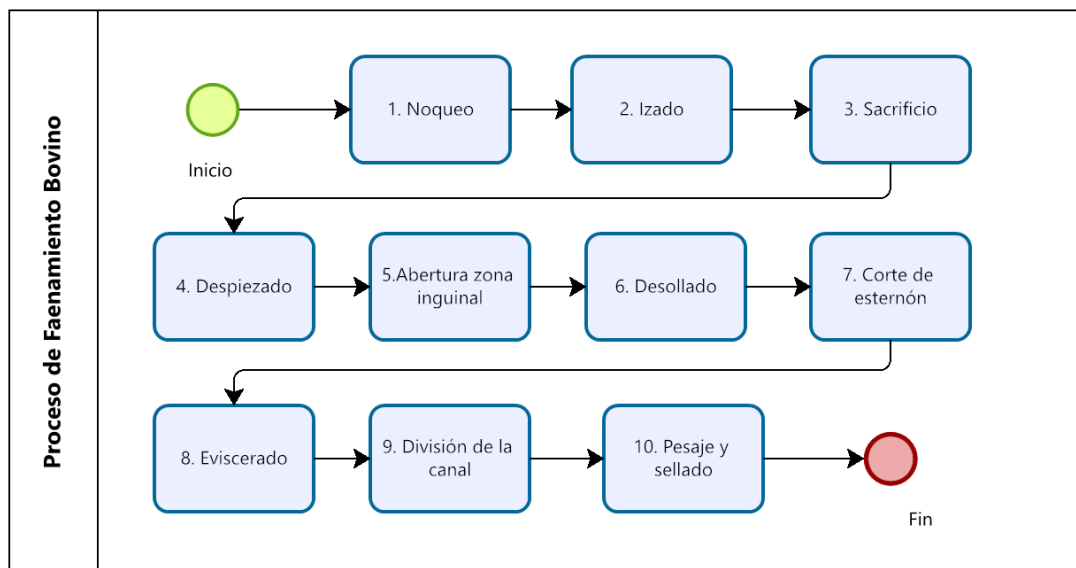 Proceso de Faenamiento Bovino
Inicio
1. Noqueo
2. Izado
3. Sacrificio
4. Despiezado
5.Abertura zona
inguinal
6. Desollado
7. Corte de
esternón
8. Eviscerado
9. División de la
canal
10. Pesaje y
sellado
Fin